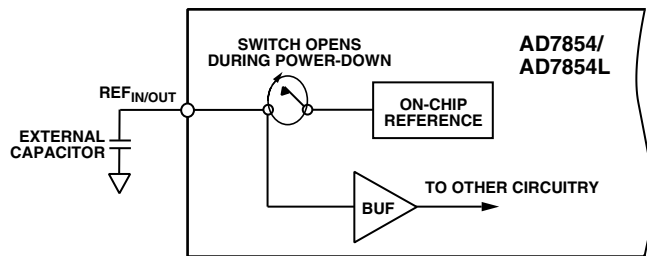 SWITCH OPENS
DURING POWER-DOWN
AD7854/
AD7854L
REFIN/OUT
ON-CHIP
REFERENCE
EXTERNAL
CAPACITOR
TO OTHER CIRCUITRY
BUF